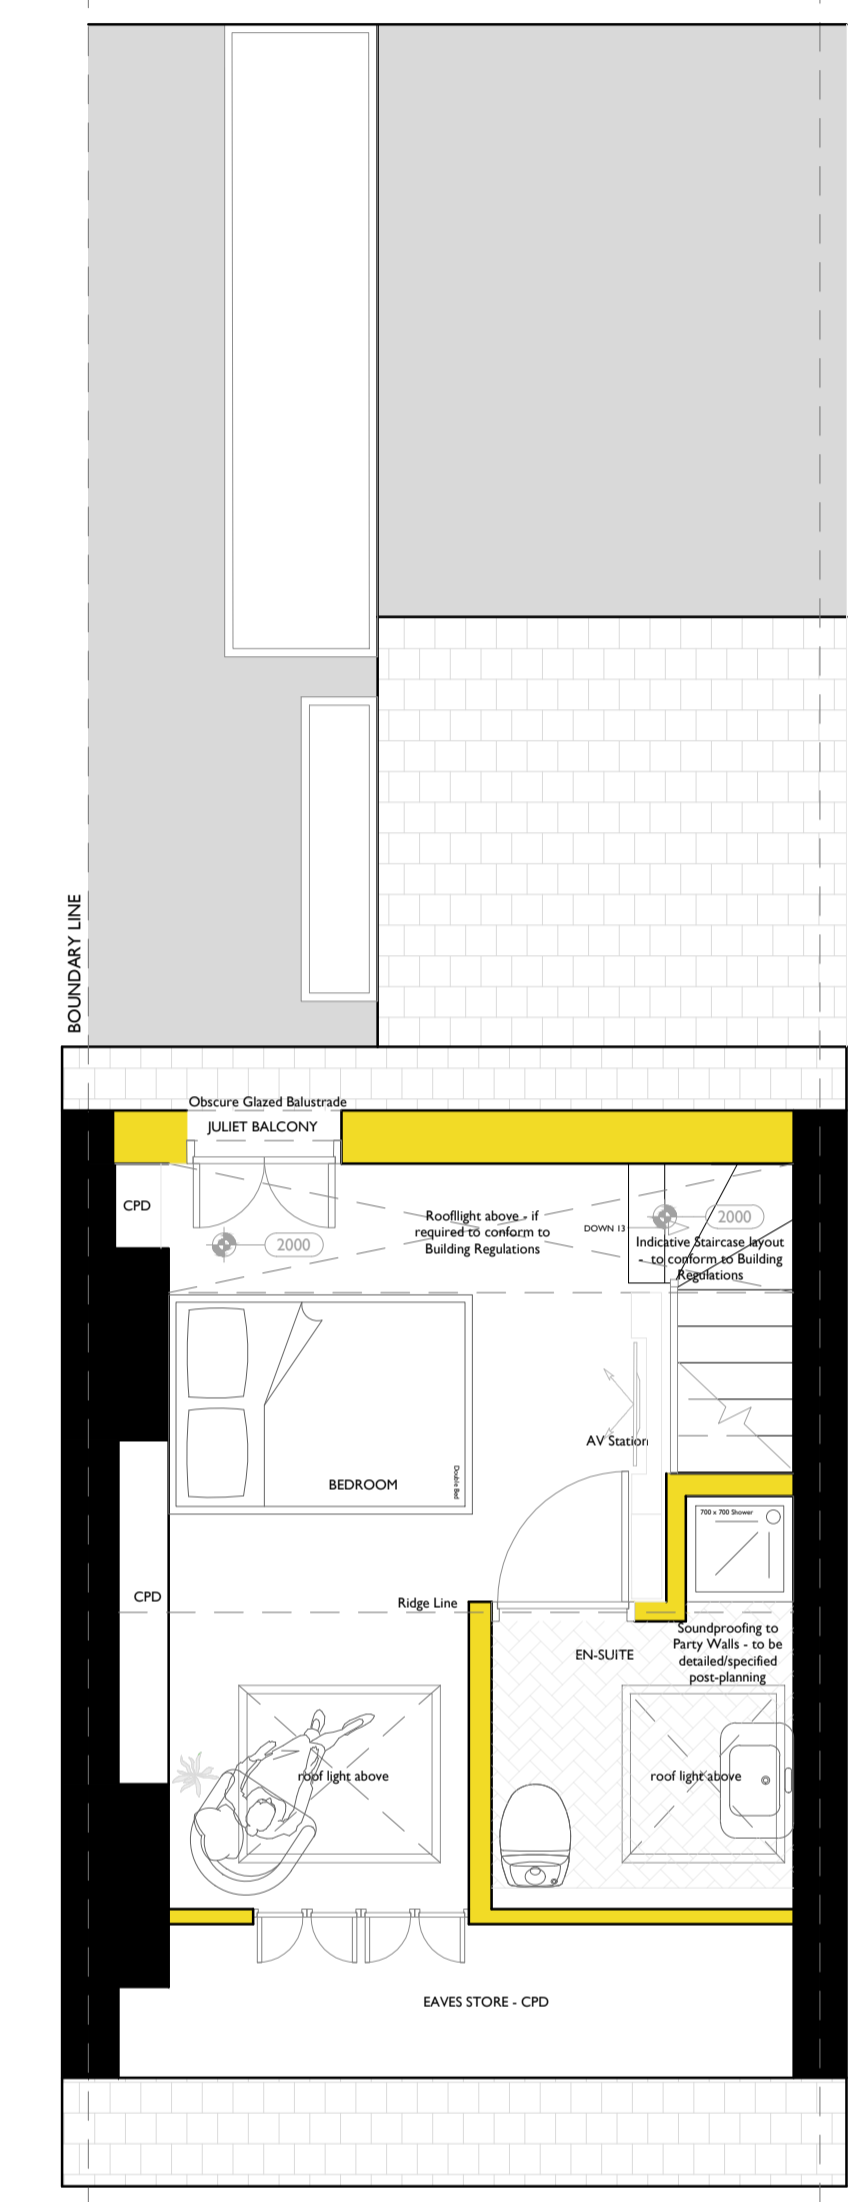 BOUNDARY LINE
Obscure Glazed Balustrade
JULIET BALCONY
CPD
2000
Roofllight above - if
required to conform to
Building Regulations
DOWN 13
2000
Indicative Staircase layout
- to conform to Building
Regulations
AV Station
BEDROOM
Double Bed
700 x 700 Shower
CPD
Ridge Line
Soundproofing to
Party Walls - to be
detailed/specified
post-planning
EN-SUITE
roof light above
roof light above
EAVES STORE - CPD